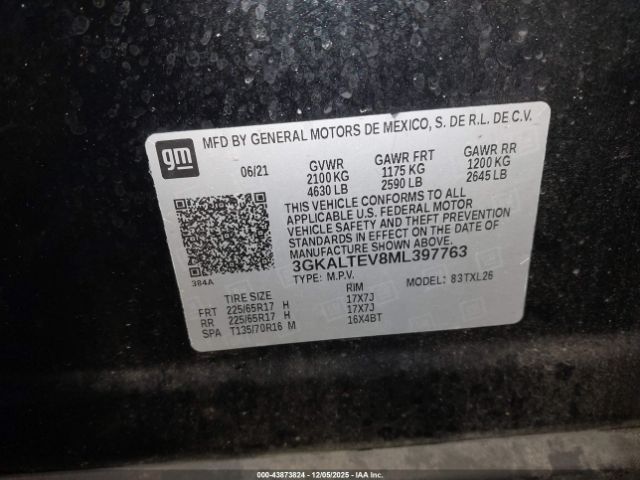 gm
MFD BY GENERAL MOTORS DE MEXICO, S. DE R.L. DE C.V.
06/21 GVWR GAWR FRT GAWR RR
2100 KG 1175 KG 1200 KG
4630 LB 2590 LB 2645 LB
THIS VEHICLE CONFORMS TO ALL
APPLICABLE U.S. FEDERAL MOTOR
VEHICLE SAFETY AND THEFT PREVENTION
STANDARDS IN EFFECT ON THE DATE
OF MANUFACTURE SHOWN ABOVE.
3GKALTEV8ML397763
384A TYPE: M.P.V. MODEL: 83TXL26
TIRE SIZE RIM
FRT 225/65R17 H 17X7J
RR 225/65R17 H 17X7J
SPA T135/70R16 M 16X4BT
000-43873824 | 12/05/2025 - IAA Inc.